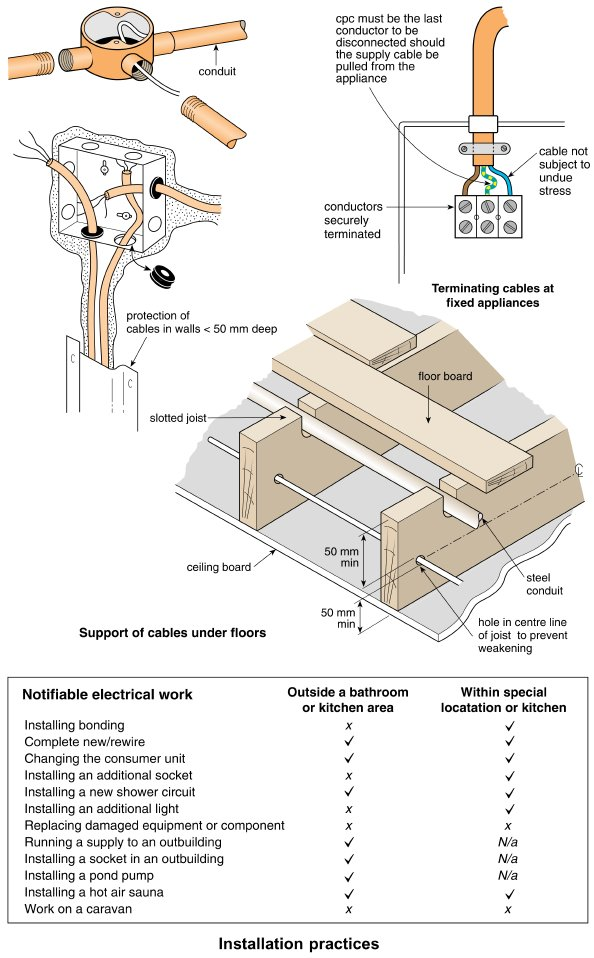 cpc must be the last
conductor to be
disconnected should
the supply cable be
pulled from the
appliance
conduit
cable not
subject to
undue
stress
conductors
securely
terminated
Terminating cables at
fixed appliances
protection of
cables in walls < 50 mm deep
C
C
floor board
slotted joist
CL
50 mm
min
ceiling board
steel
conduit
50 mm
min
hole in centre line
of joist to prevent
weakening
Support of cables under floors
Notifiable electrical work Outside a bathroom or kitchen area Within special locatation or kitchen
Installing bonding x ✓
Complete new/rewire ✓ ✓
Changing the consumer unit ✓ ✓
Installing an additional socket x ✓
Installing a new shower circuit ✓ ✓
Installing an additional light x ✓
Replacing damaged equipment or component x x
Running a supply to an outbuilding ✓ N/a
Installing a socket in an outbuilding ✓ N/a
Installing a pond pump ✓ N/a
Installing a hot air sauna ✓ ✓
Work on a caravan x x
Installation practices